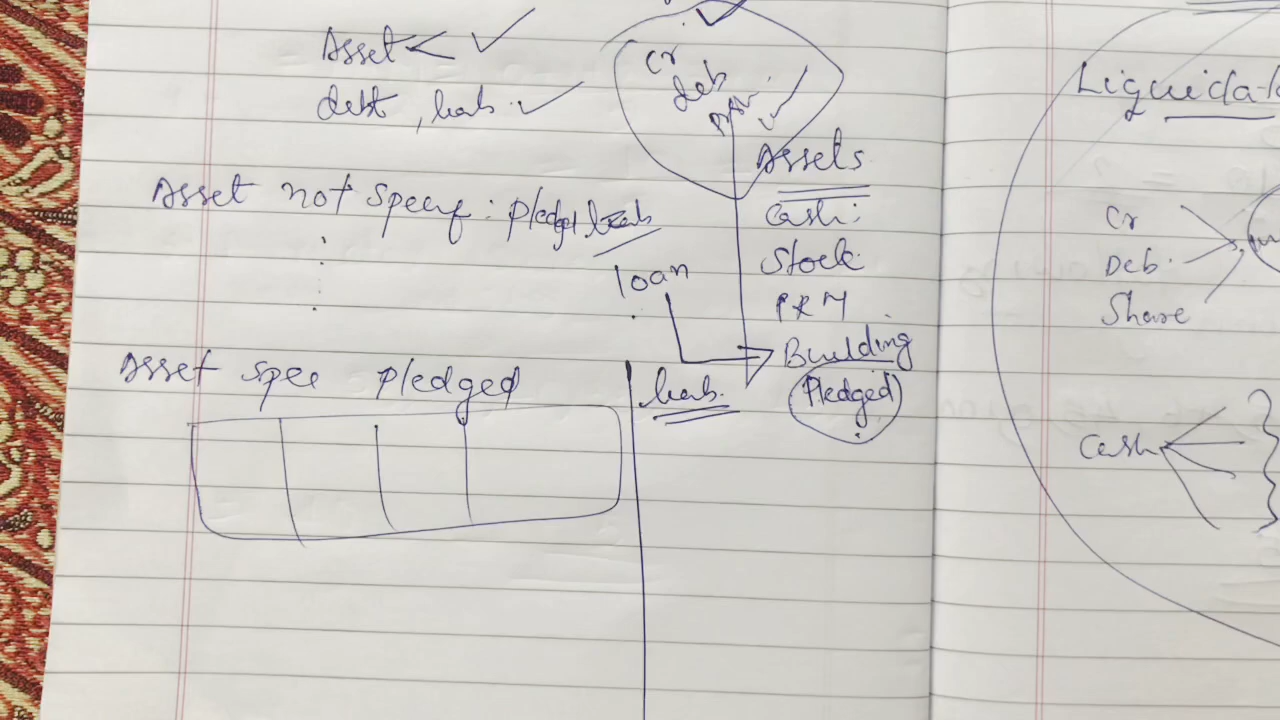 Asset <
debt, liab.
Cr
deb
Assets
Asset not Specif: pledged liab
Cash:
Stock
loan
P&M
Building
Pledged
Asset spec pledged
liab.
Liquidat
Cr
Deb.
Share
Cash